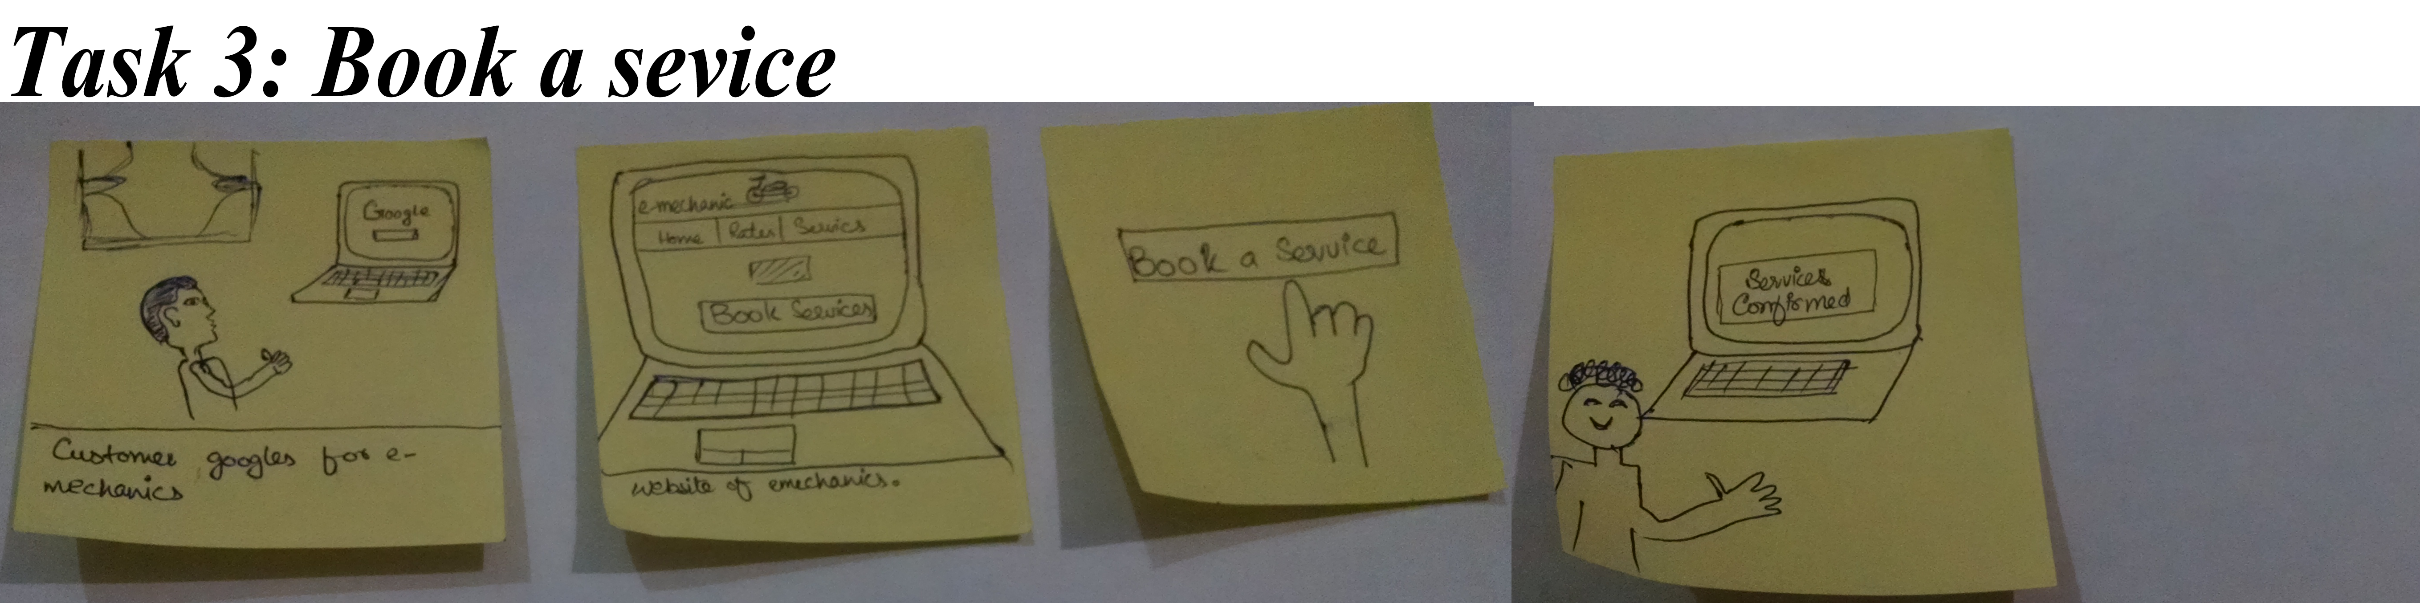 Task 3: Book a sevice
Google
Customer googles for e-
mechanics
e-mechanic
Home | Rates | Servics
Book Services
website of emechanics.
Book a Service
Services
Confirmed